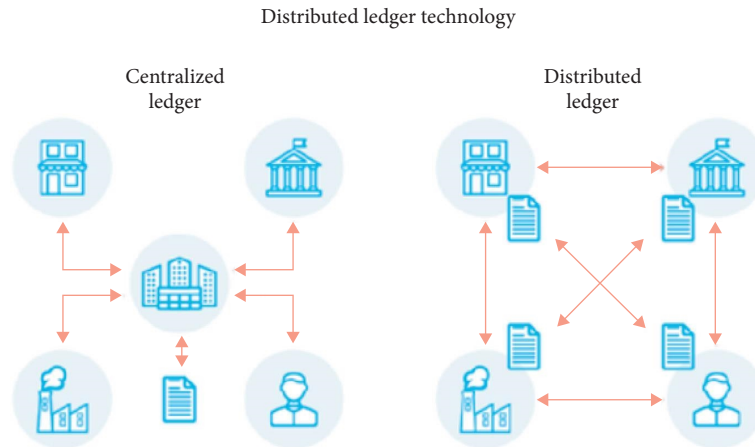 Distributed ledger technology
Centralized
ledger
Distributed
ledger